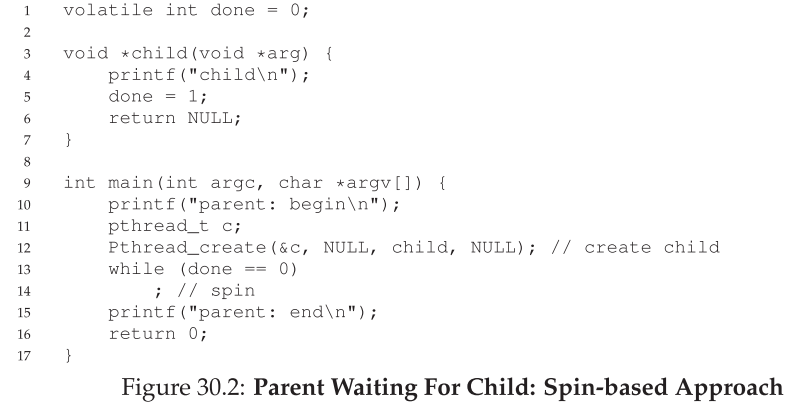 1 volatile int done = 0;
2
3 void *child(void *arg) {
4     printf("child\n");
5     done = 1;
6     return NULL;
7 }
8
9 int main(int argc, char *argv[]) {
10     printf("parent: begin\n");
11     pthread_t c;
12     Pthread_create(&c, NULL, child, NULL); // create child
13     while (done == 0)
14         ; // spin
15     printf("parent: end\n");
16     return 0;
17 }
Figure 30.2: Parent Waiting For Child: Spin-based Approach